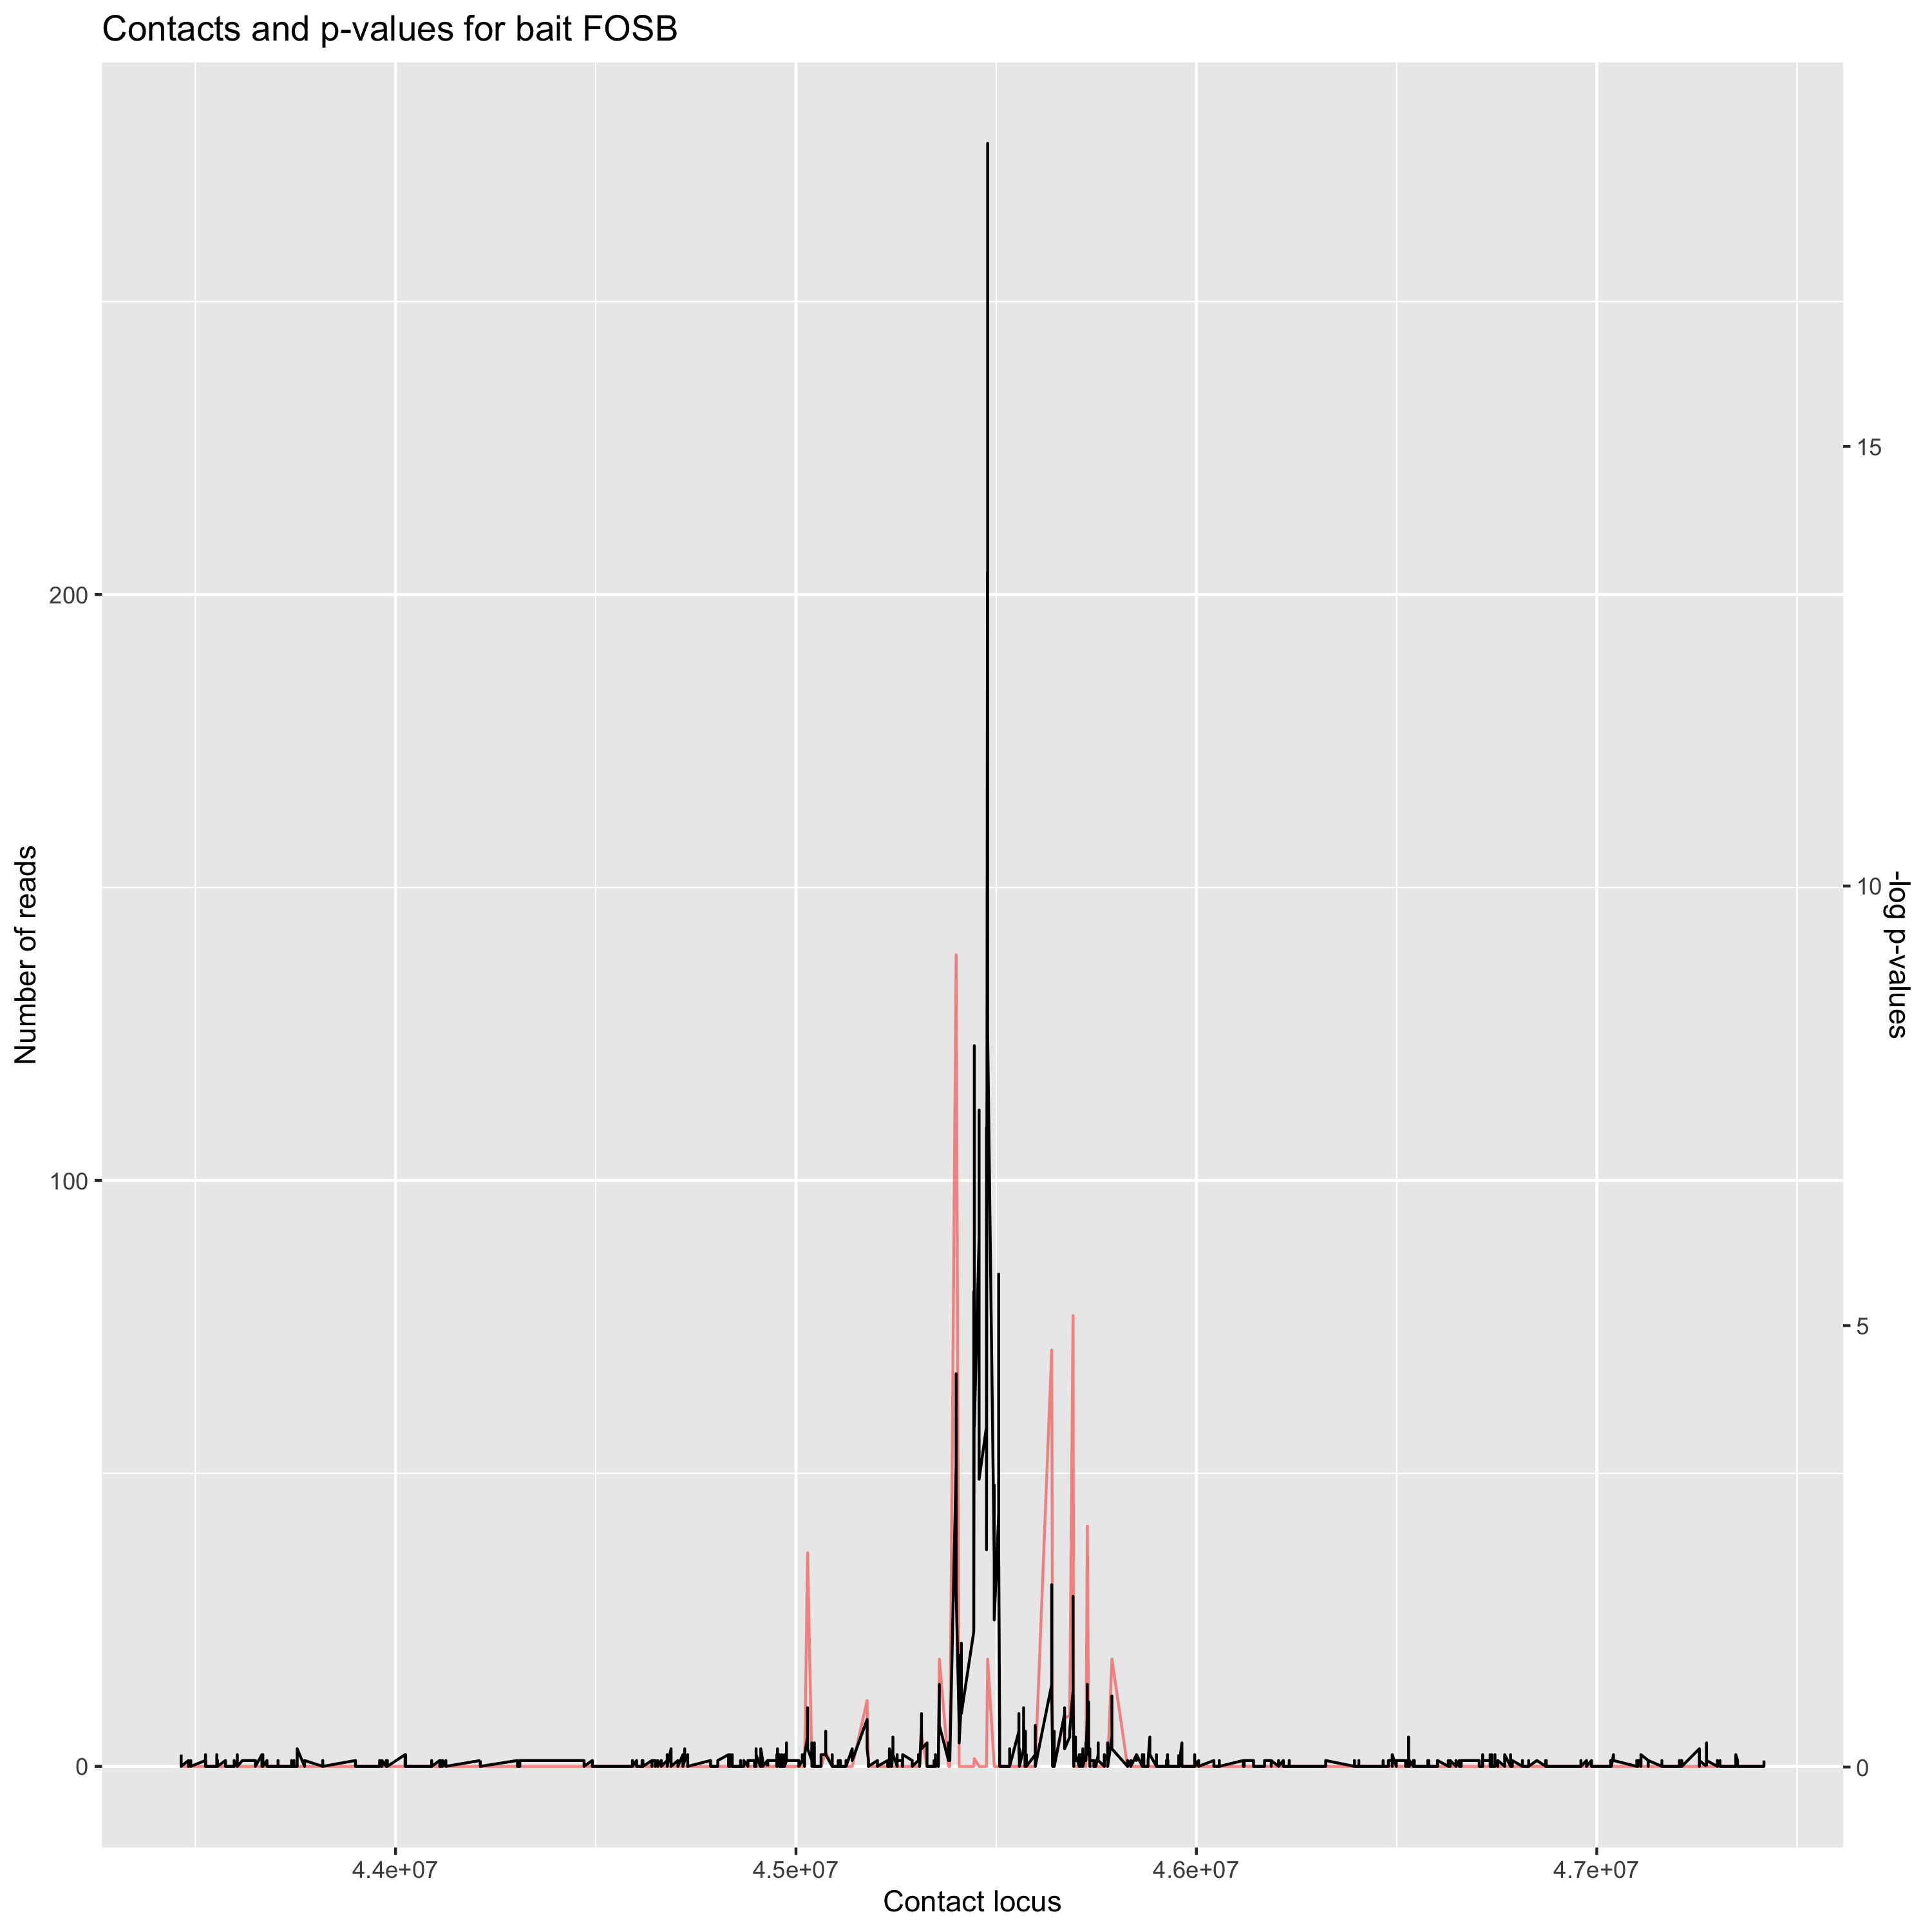 Contacts and p-values for bait FOSB
Number of reads
200
100
0
15
10
5
0
-log p-values
4.4e+07
4.5e+07
4.6e+07
4.7e+07
Contact locus